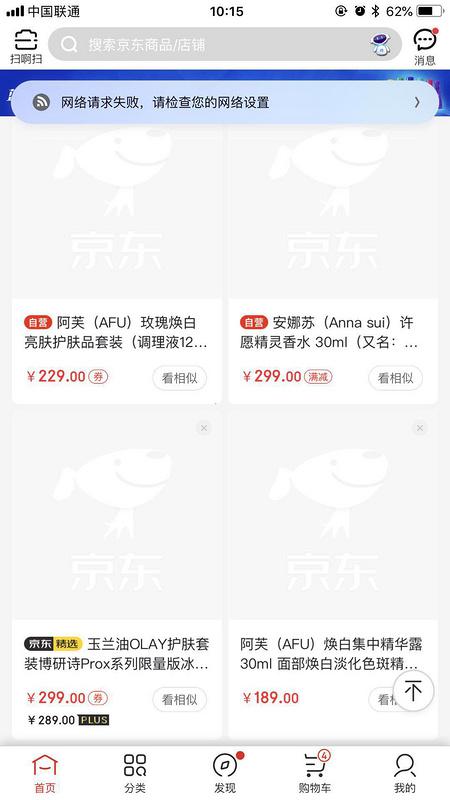 中国联通
10:15
62%
扫啊扫
搜索京东商品/店铺
消息
网络请求失败，请检查您的网络设置
京东
京东
自营 阿芙（AFU）玫瑰焕白
亮肤护肤品套装（调理液12...
¥229.00 券
看相似
自营 安娜苏（Anna sui）许
愿精灵香水 30ml（又名：...
¥299.00 满减
看相似
京东
京东
京东精选 玉兰油OLAY护肤套
装博研诗Prox系列限量版冰...
¥299.00 券
看相似
¥289.00 PLUS
阿芙（AFU）焕白集中精华露
30ml 面部焕白淡化色斑精...
¥189.00
看相
首页
分类
发现
4
购物车
我的